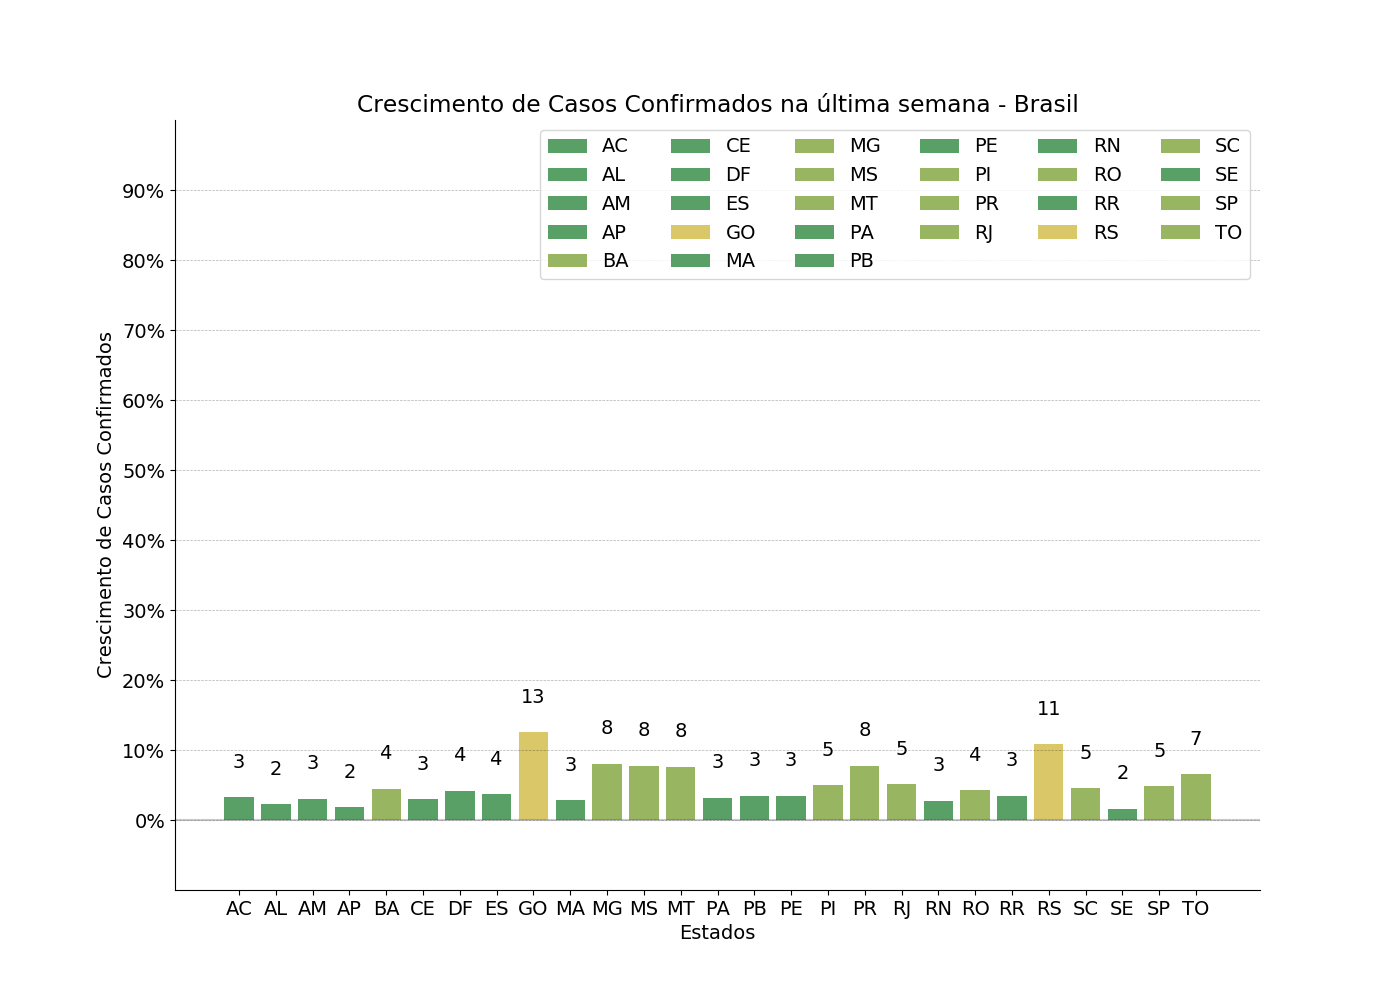 Crescimento de Casos Confirmados na última semana - Brasil
AC CE MG PE RN SC
AL DF MS PI RO SE
AM ES MT PR RR SP
AP GO PA RJ RS TO
BA MA PB
90%
80%
70%
60%
50%
40%
30%
20%
10%
0%
Crescimento de Casos Confirmados
3 2 3 2 4 3 4 4 13 3 8 8 8 3 3 3 5 8 5 3 4 3 11 5 2 5 7
AC AL AM AP BA CE DF ES GO MA MG MS MT PA PB PE PI PR RJ RN RO RR RS SC SE SP TO
Estados